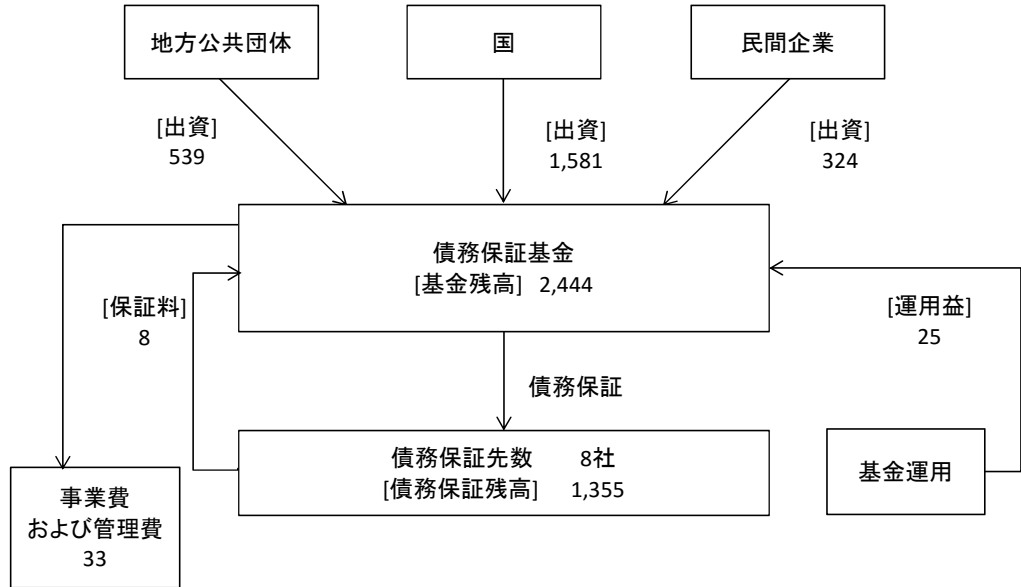 地方公共団体
国
民間企業
[出資]
539
[出資]
1,581
[出資]
324
債務保証基金
[基金残高] 2,444
[保証料]
8
[運用益]
25
債務保証
債務保証先数 8社
[債務保証残高] 1,355
基金運用
事業費
および管理費
33